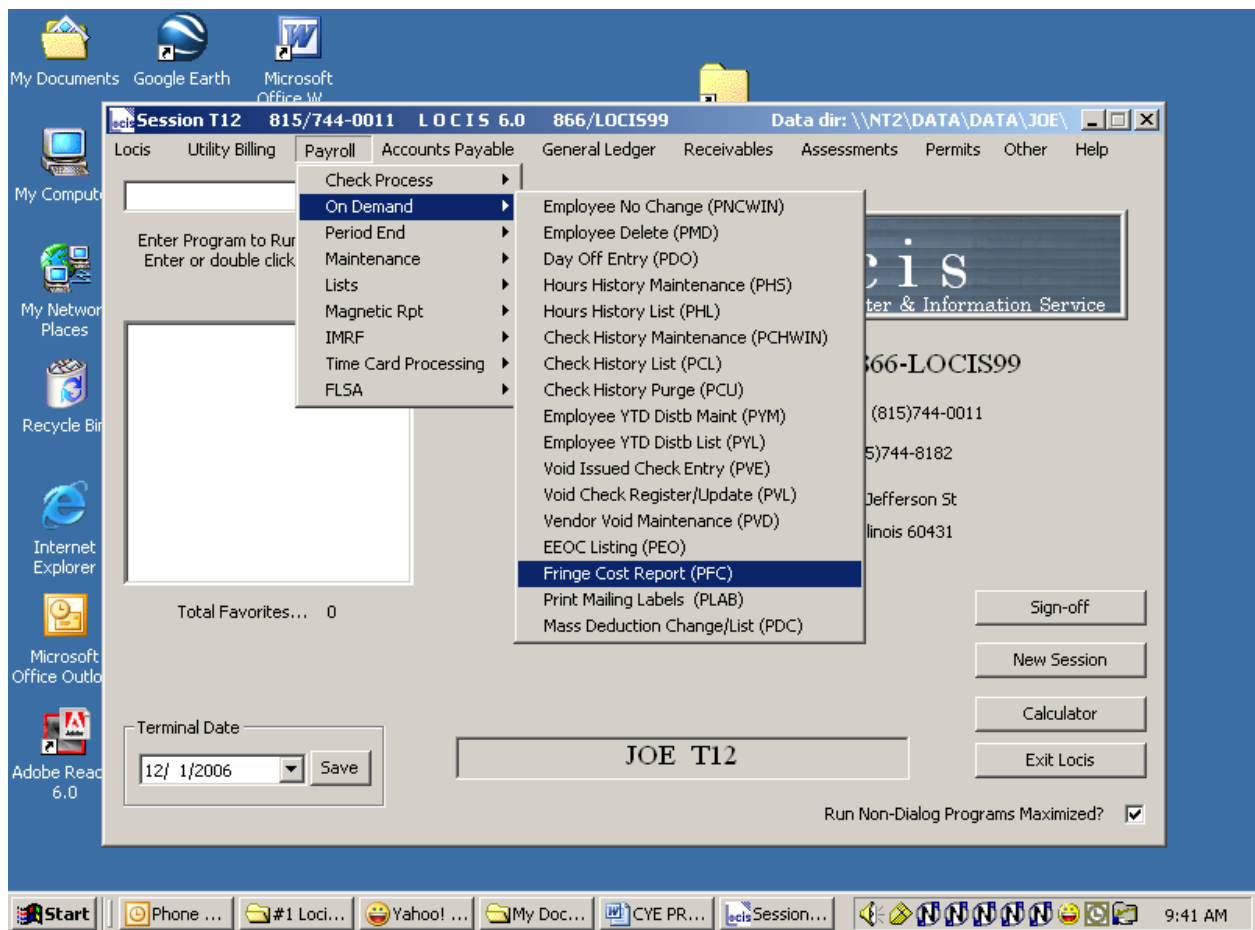 My Documents
Google Earth
Microsoft
Office W
Session T12 815/744-0011 L O C I S 6.0 866/LOCIS99 Data dir: \\NT2\DATA\DATA\JOE\
Locis Utility Billing Payroll Accounts Payable General Ledger Receivables Assessments Permits Other Help
My Compute
Enter Program to Run
Enter or double click
Check Process
On Demand
Period End
Maintenance
Lists
Magnetic Rpt
IMRF
Time Card Processing
FLSA
Employee No Change (PNCWIN)
Employee Delete (PMD)
Day Off Entry (PDO)
Hours History Maintenance (PHS)
Hours History List (PHL)
Check History Maintenance (PCHWIN)
Check History List (PCL)
Check History Purge (PCU)
Employee YTD Distb Maint (PYM)
Employee YTD Distb List (PYL)
Void Issued Check Entry (PVE)
Void Check Register/Update (PVL)
Vendor Void Maintenance (PVD)
EEOC Listing (PEO)
Fringe Cost Report (PFC)
Print Mailing Labels (PLAB)
Mass Deduction Change/List (PDC)
cis
ter & Information Service
866-LOCIS99
(815)744-0011
5)744-8182
Jefferson St
linois 60431
My Networ
Places
Recycle Bin
Internet
Explorer
Microsoft
Office Outlo
Adobe Read
6.0
Total Favorites... 0
Sign-off
New Session
Calculator
Exit Locis
Terminal Date
12/ 1/2006
Save
JOE T12
Run Non-Dialog Programs Maximized?
Start
Phone ...
#1 Loci...
Yahoo! ...
My Doc...
CYE PR...
Session...
9:41 AM